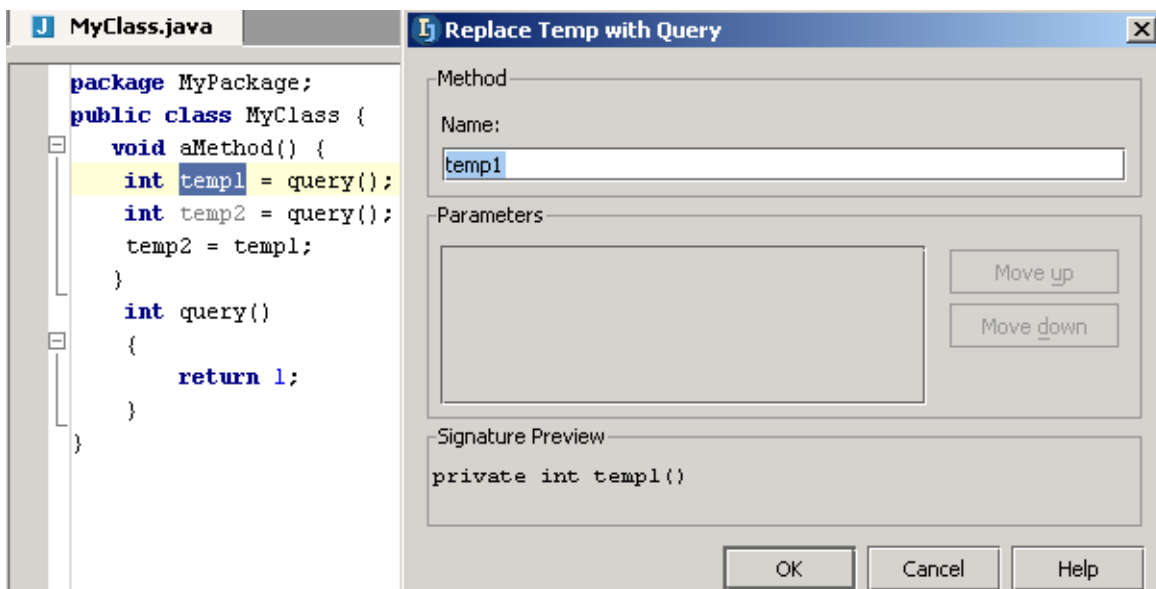 MyClass.java
package MyPackage;
public class MyClass {
void aMethod() {
int temp1 = query();
int temp2 = query();
temp2 = temp1;
}
int query()
{
return 1;
}
}
Replace Temp with Query
Method
Name:
temp1
Parameters
Move up
Move down
Signature Preview
private int temp1()
OK
Cancel
Help